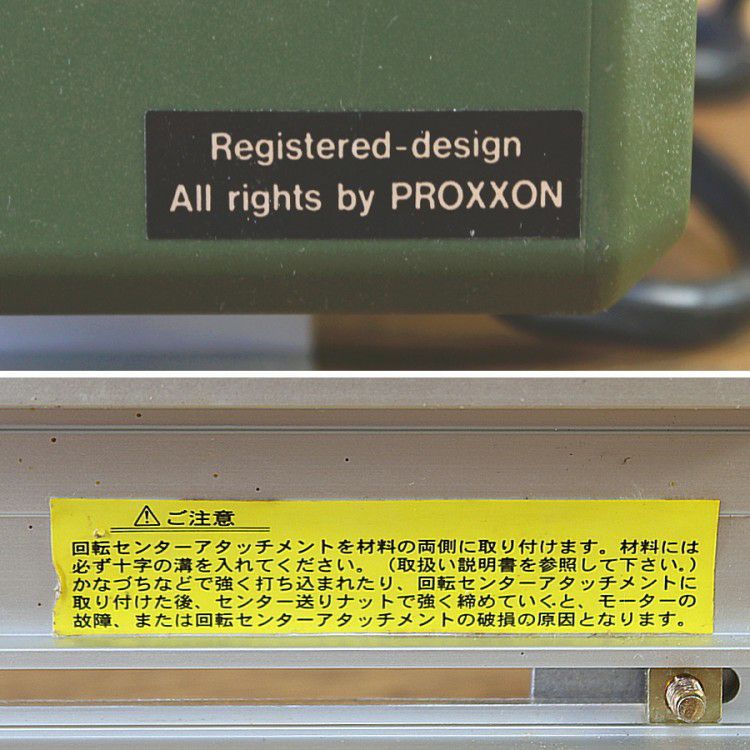 Registered-design
All rights by PROXXON
⚠ご注意
回転センターアタッチメントを材料の両側に取り付けます。材料には
必ず十字の溝を入れてください。（取扱い説明書を参照して下さい。）
かなづちなどで強く打ち込まれたり、回転センターアタッチメントに
取り付けた後、センター送りナットで強く締めていくと、モーターの
故障、または回転センターアタッチメントの破損の原因となります。